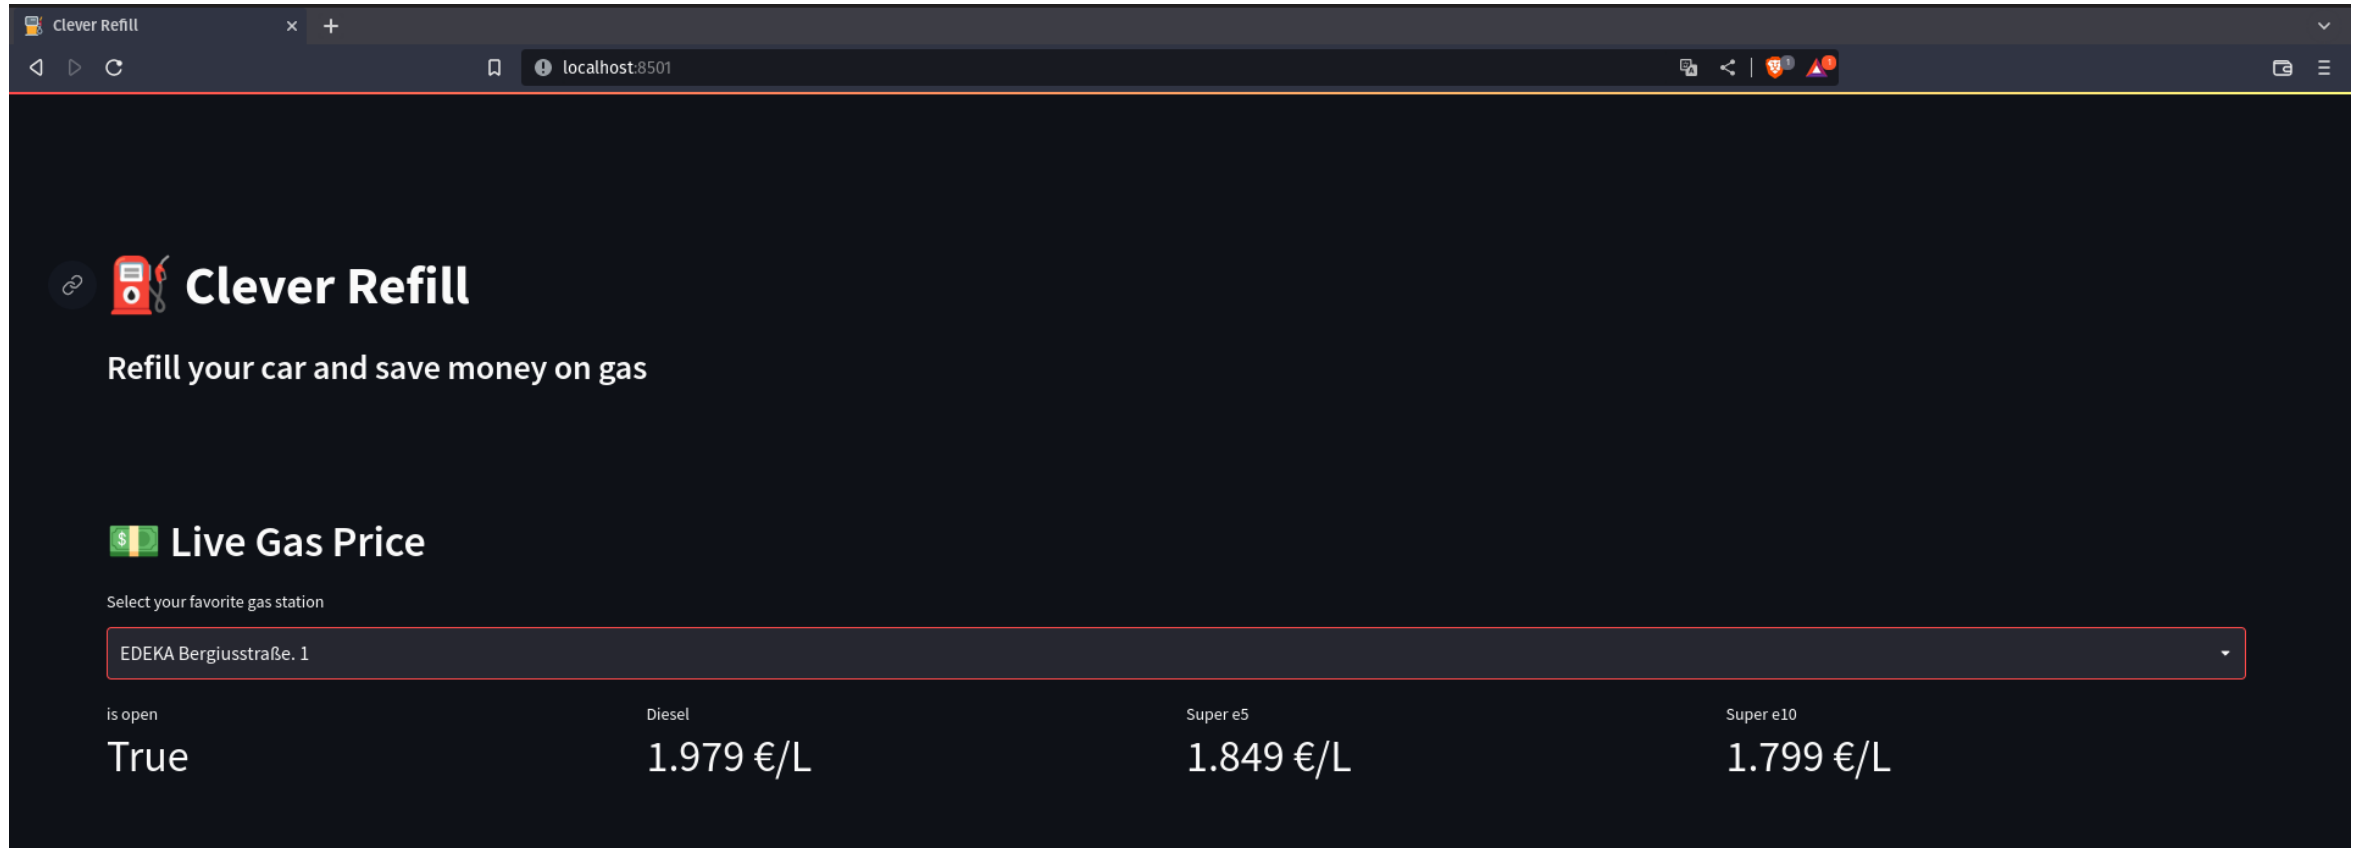 Clever Refill
localhost:8501
1
1
Clever Refill
Refill your car and save money on gas
Live Gas Price
Select your favorite gas station
EDEKA Bergiusstraße. 1
is open
True
Diesel
1.979 €/L
Super e5
1.849 €/L
Super e10
1.799 €/L